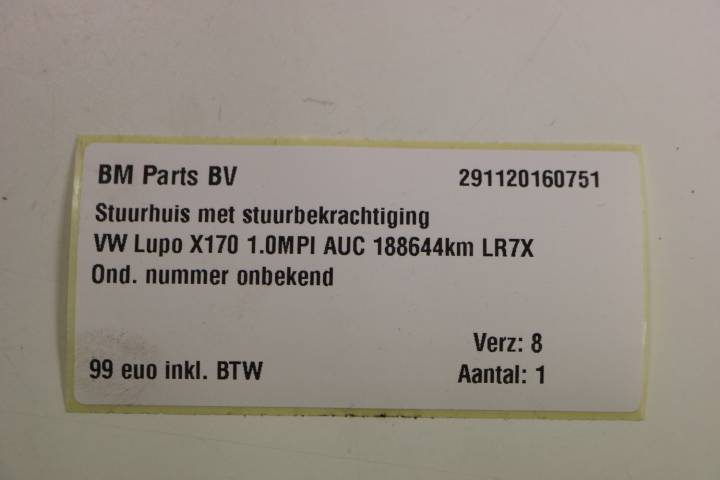 BM Parts BV 291120160751
Stuurhuis met stuurbekrachtiging
VW Lupo X170 1.0MPI AUC 188644km LR7X
Ond. nummer onbekend
Verz: 8
99 euo inkl. BTW Aantal: 1